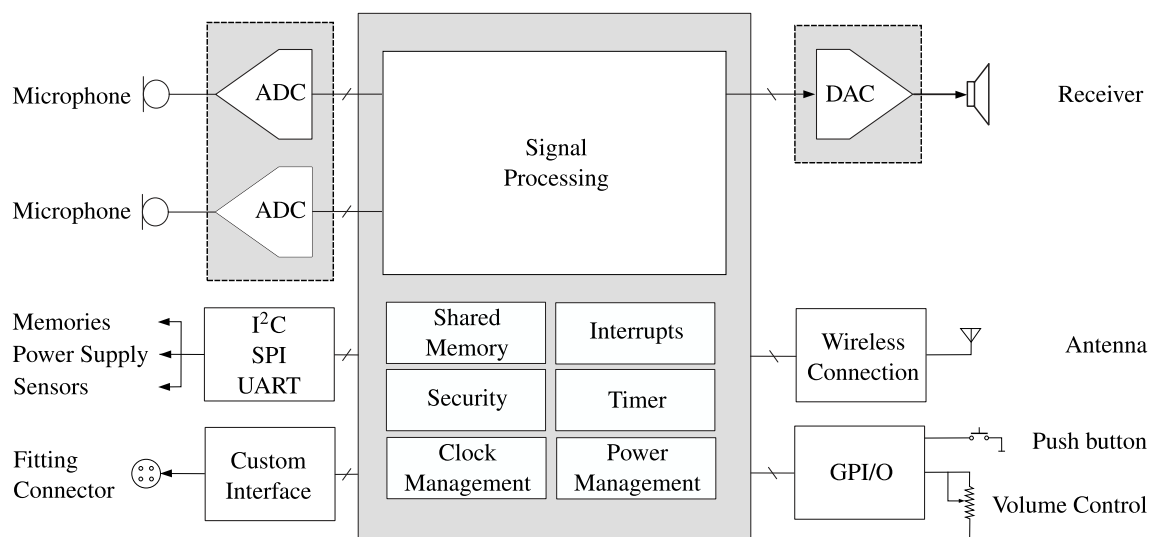 Microphone
ADC
Signal
Processing
DAC
Receiver
Microphone
ADC
Memories
Power Supply
Sensors
I²C
SPI
UART
Shared
Memory
Interrupts
Wireless
Connection
Antenna
Security
Timer
Fitting
Connector
Custom
Interface
Clock
Management
Power
Management
GPI/O
Push button
Volume Control